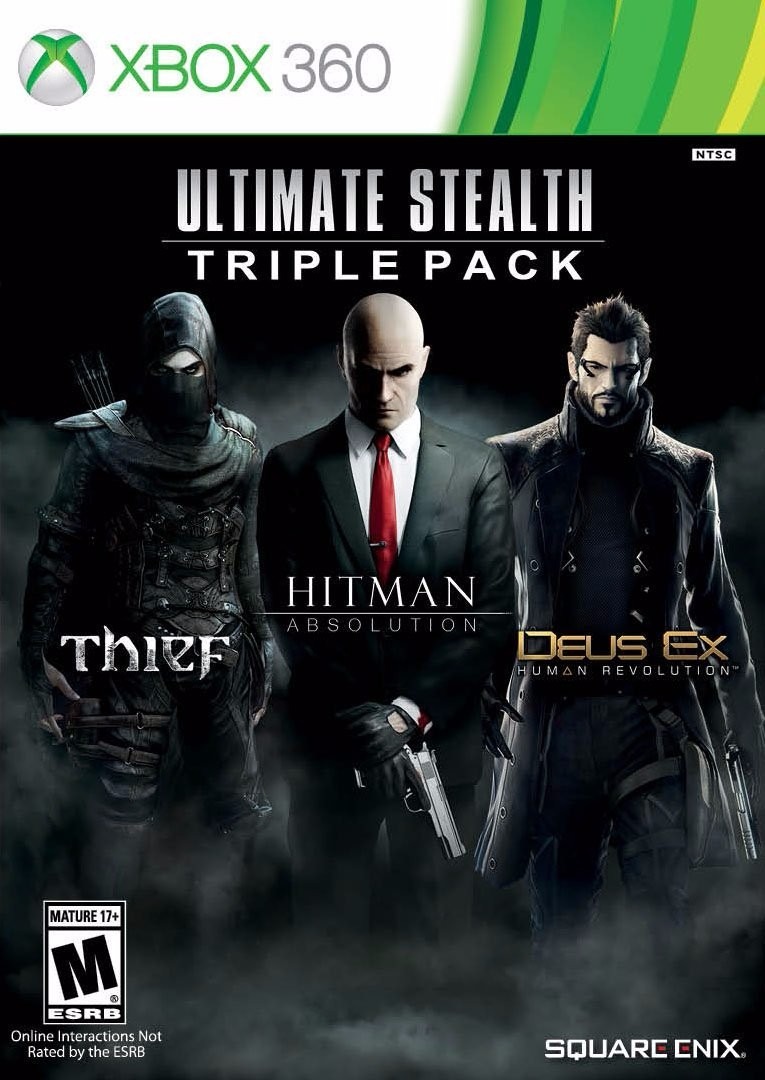 XBOX 360
NTSC
ULTIMATE STEALTH
TRIPLE PACK
HITMAN
ABSOLUTION
THIEF
DEUS EX
HUMAN REVOLUTION™
MATURE 17+
M
®
ESRB
Online Interactions Not
Rated by the ESRB
SQUARE ENIX®